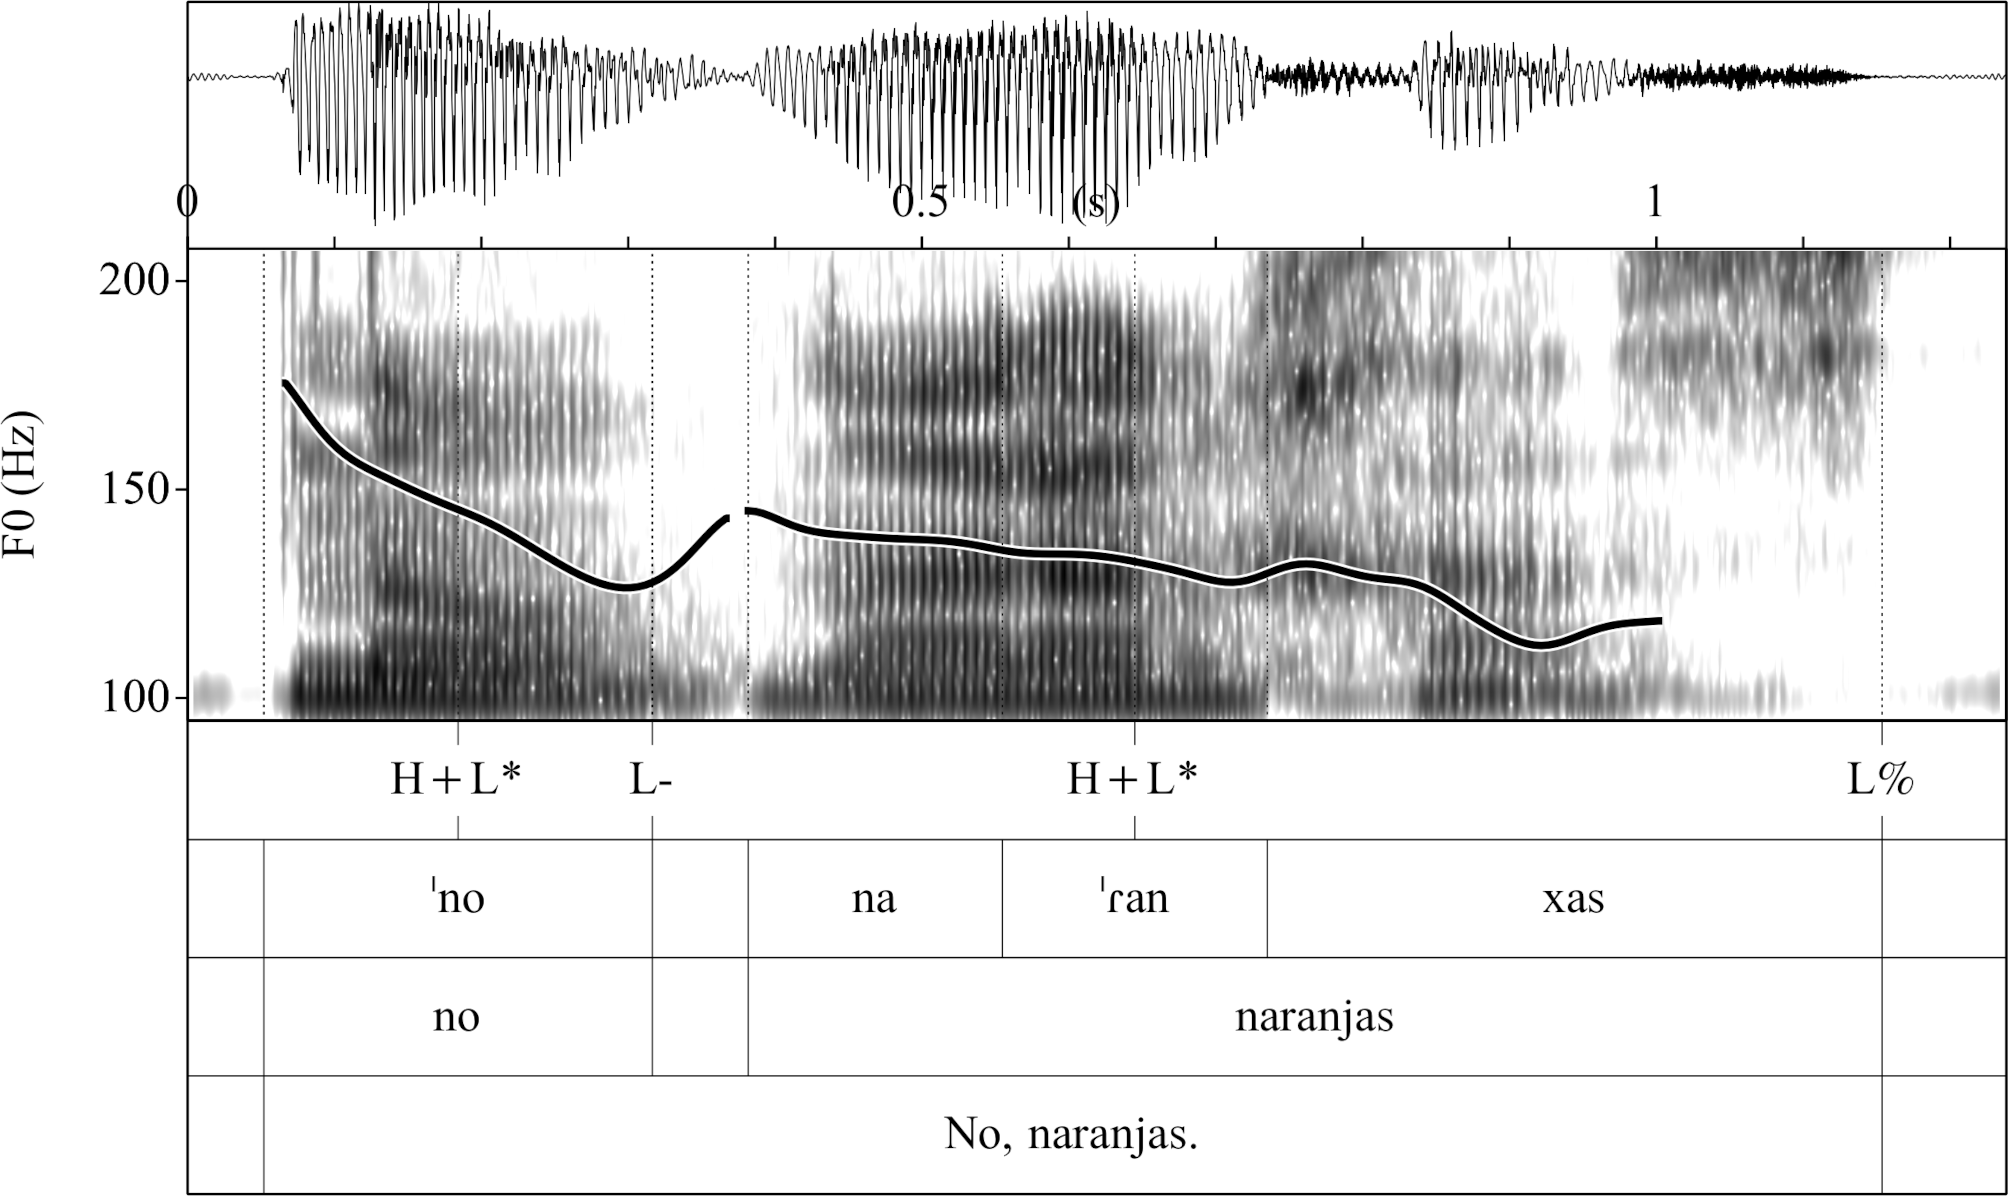 0 0.5 (s) 1
200
150
100
F0 (Hz)
H+L* L- H+L* L%
ˈno na ˈɾan xas
no naranjas
No, naranjas.